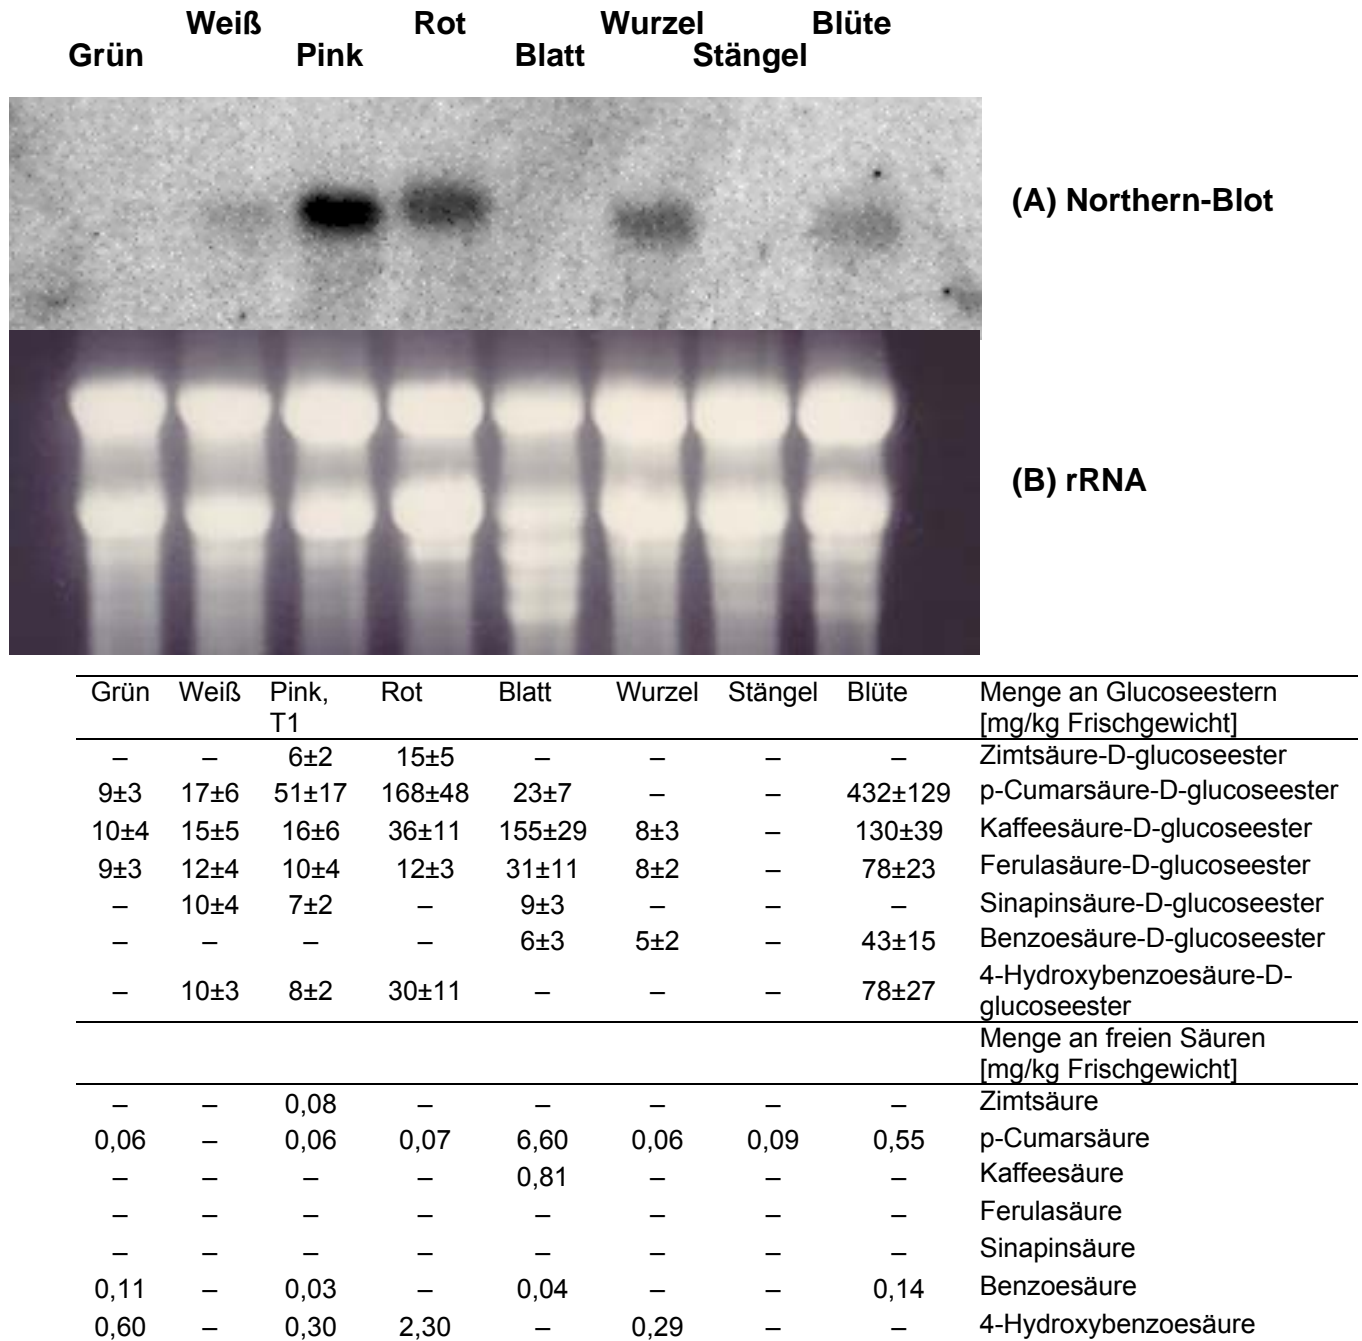 Weiß Rot Wurzel Blüte
Grün Pink Blatt Stängel
(A) Northern-Blot
(B) rRNA
Grün Weiß Pink, Rot Blatt Wurzel Stängel Blüte Menge an Glucoseestern
T1 [mg/kg Frischgewicht]
– – 6±2 15±5 – – – – Zimtsäure-D-glucoseester
9±3 17±6 51±17 168±48 23±7 – – 432±129 p-Cumarsäure-D-glucoseester
10±4 15±5 16±6 36±11 155±29 8±3 – 130±39 Kaffeesäure-D-glucoseester
9±3 12±4 10±4 12±3 31±11 8±2 – 78±23 Ferulasäure-D-glucoseester
– 10±4 7±2 – 9±3 – – – Sinapinsäure-D-glucoseester
– – – – 6±3 5±2 – 43±15 Benzoesäure-D-glucoseester
– 10±3 8±2 30±11 – – – 78±27 4-Hydroxybenzoesäure-D-
glucoseester
Menge an freien Säuren
[mg/kg Frischgewicht]
– – 0,08 – – – – – Zimtsäure
0,06 – 0,06 0,07 6,60 0,06 0,09 0,55 p-Cumarsäure
– – – – 0,81 – – – Kaffeesäure
– – – – – – – – Ferulasäure
– – – – – – – – Sinapinsäure
0,11 – 0,03 – 0,04 – – 0,14 Benzoesäure
0,60 – 0,30 2,30 – 0,29 – – 4-Hydroxybenzoesäure